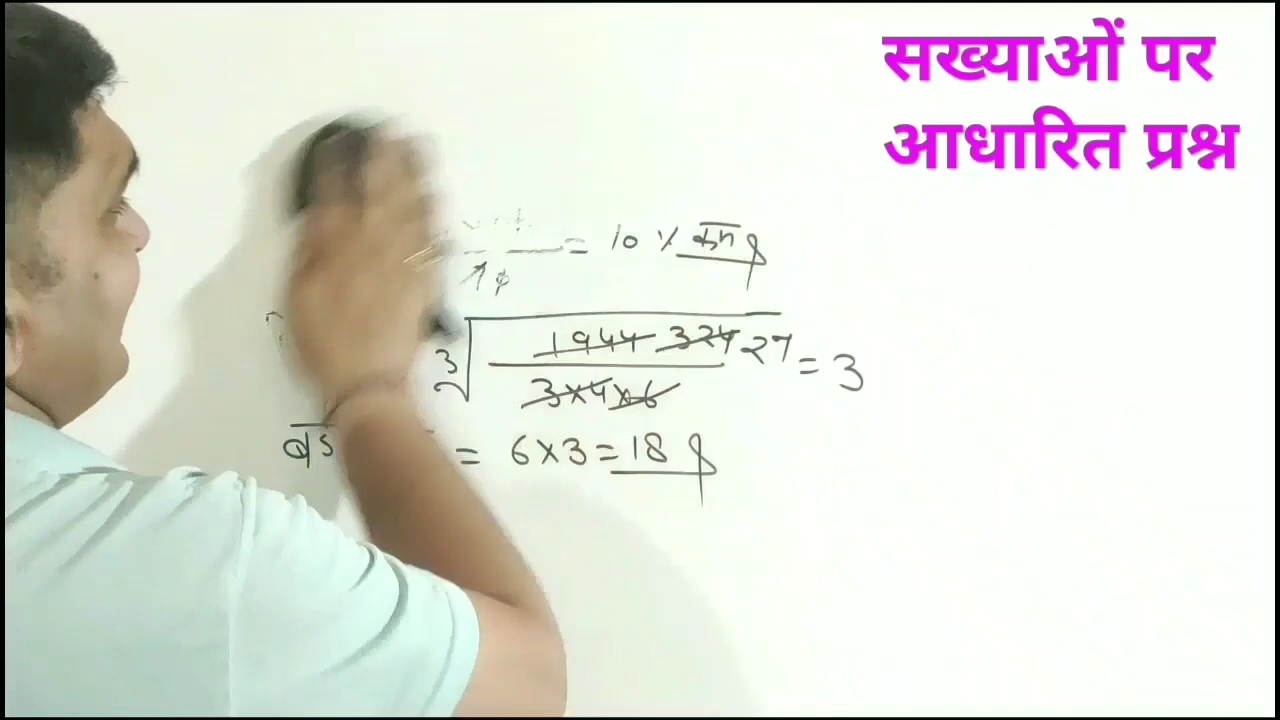 सख्याओं पर
आधारित प्रश्न
= 10 % कम
3√ 1944 324 27 = 3
3×4×6
= 6×3 = 18